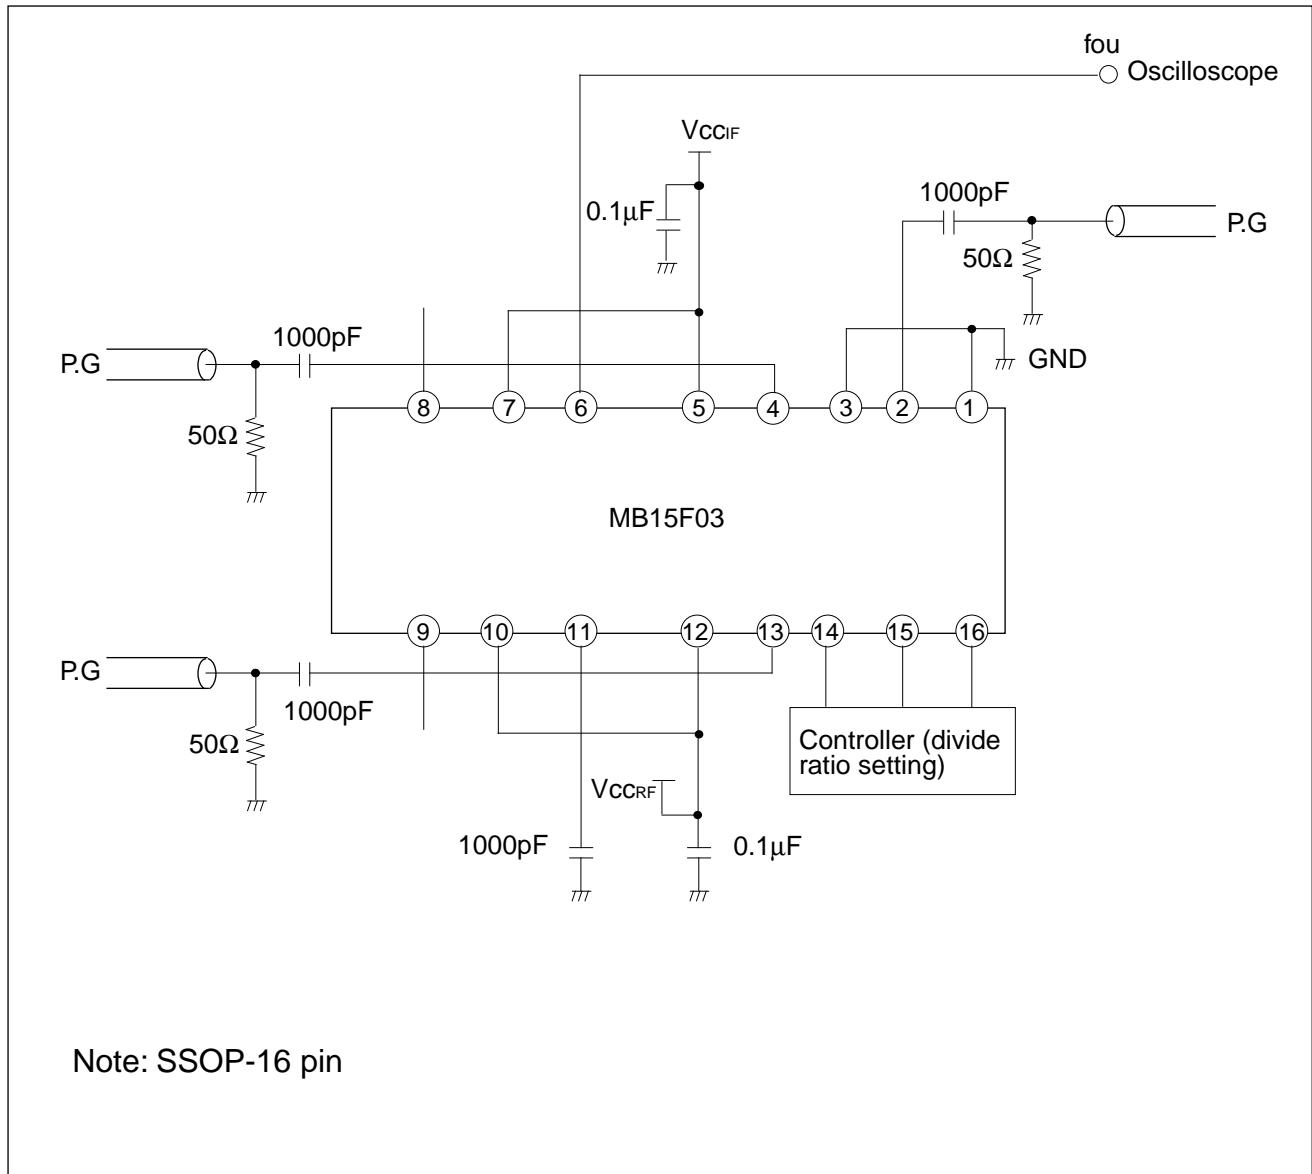 fou
Oscilloscope
VccIF
0.1µF
1000pF
P.G
50Ω
1000pF
P.G
GND
50Ω
8 7 6 5 4 3 2 1
MB15F03
9 10 11 12 13 14 15 16
P.G
1000pF
50Ω
Controller (divide
ratio setting)
VccRF
1000pF
0.1µF
Note: SSOP-16 pin